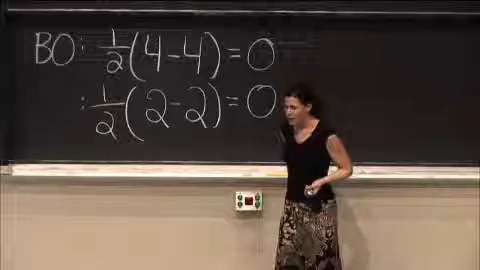 BO: 1/2 (4-4) = 0
: 1/2 (2-2) = 0